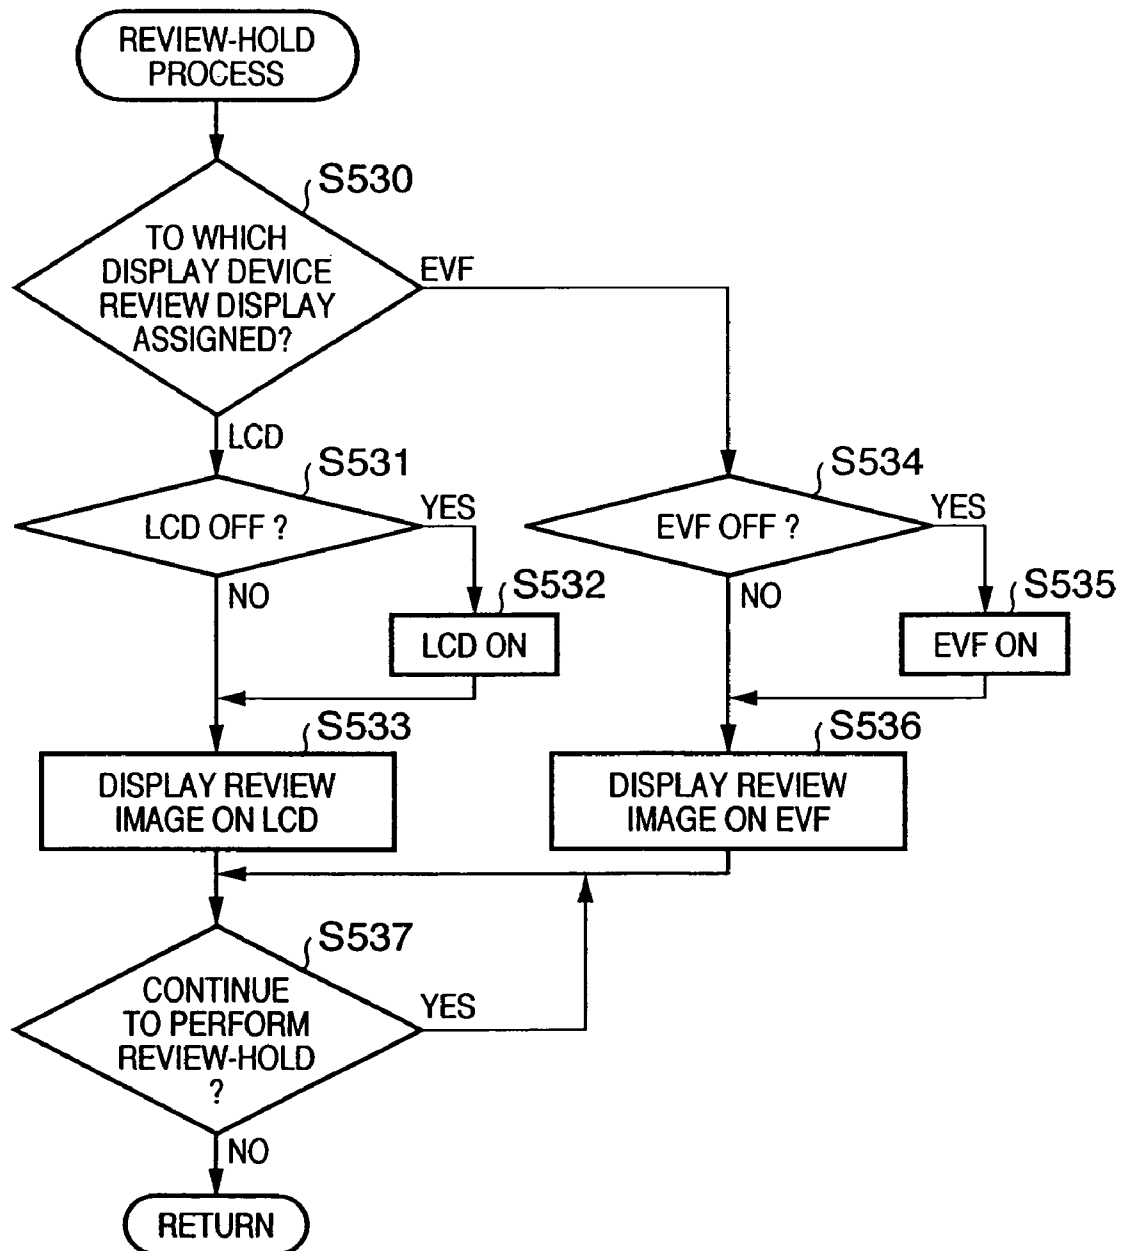 REVIEW-HOLD
PROCESS
S530
TO WHICH
DISPLAY DEVICE
REVIEW DISPLAY
ASSIGNED?
EVF
LCD
S531
LCD OFF ?
YES
NO
S532
LCD ON
S534
EVF OFF ?
YES
NO
S535
EVF ON
S533
DISPLAY REVIEW
IMAGE ON LCD
S536
DISPLAY REVIEW
IMAGE ON EVF
S537
CONTINUE
TO PERFORM
REVIEW-HOLD
?
YES
NO
RETURN